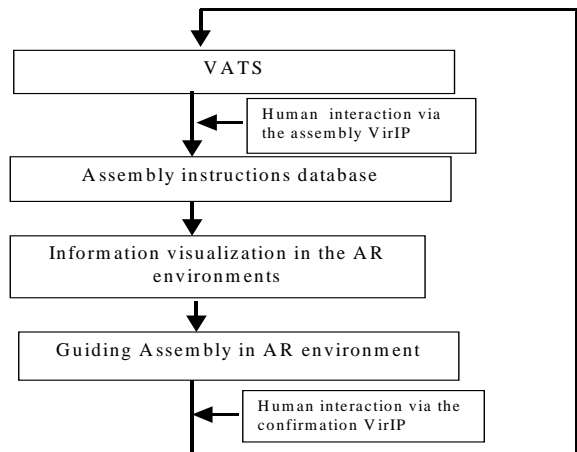 VATS
Human interaction via
the assembly VirIP
Assembly instructions database
Information visualization in the AR
environments
Guiding Assembly in AR environment
Human interaction via the
confirmation VirIP